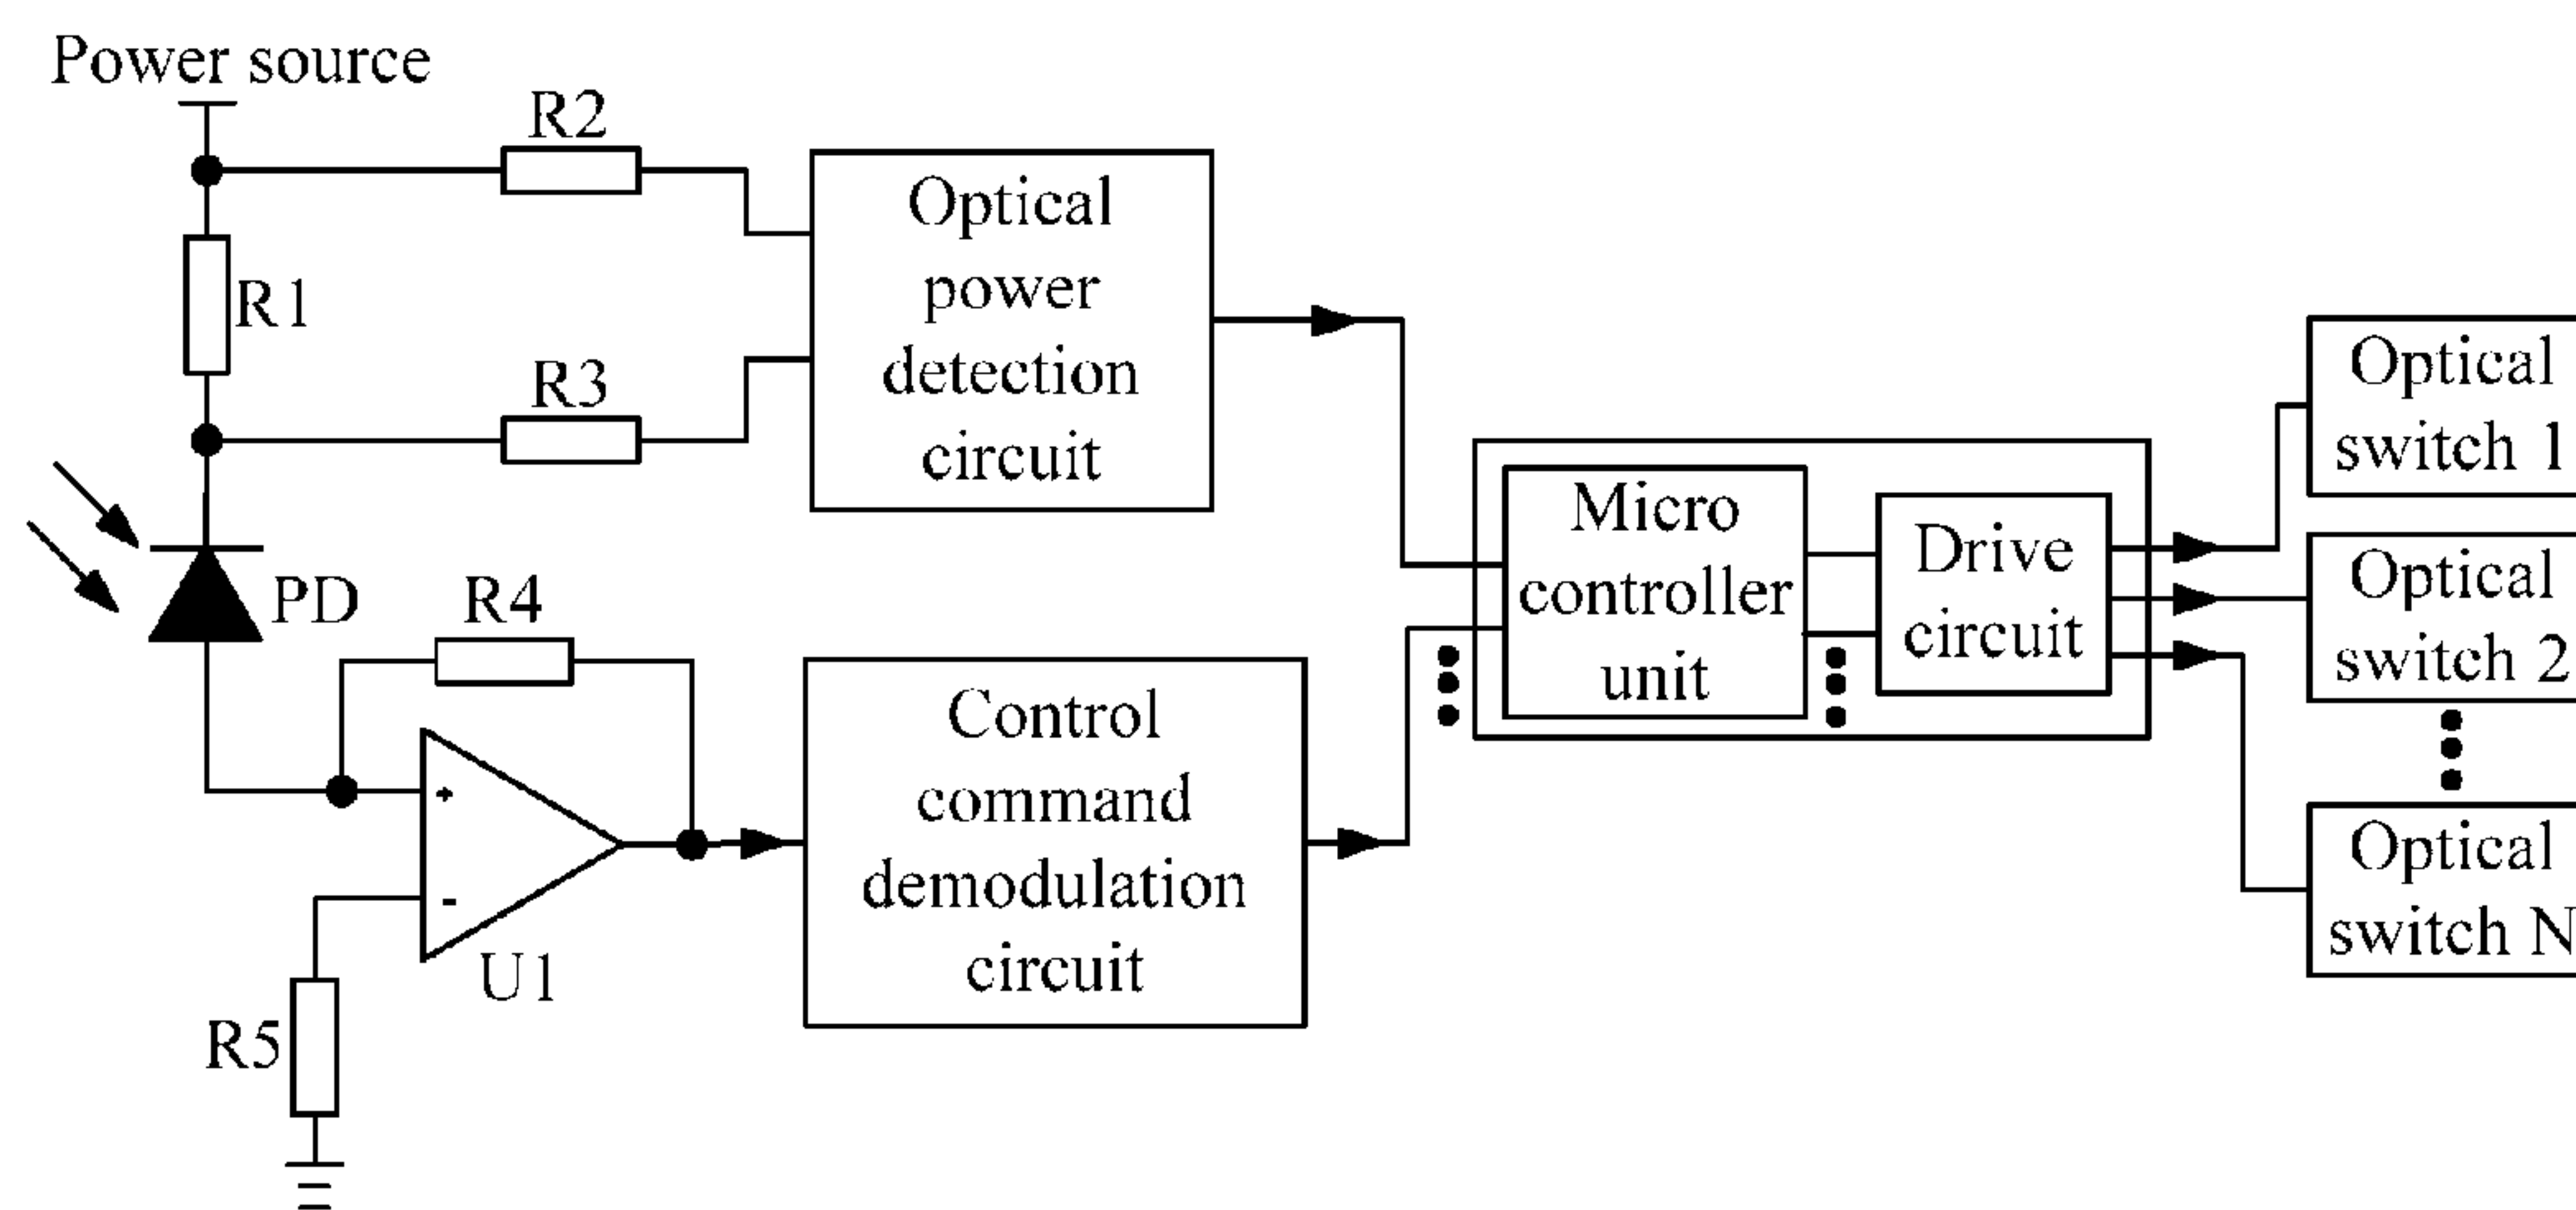 Power source
R2
R1
R3
Optical
power
detection
circuit
PD
R4
+
-
U1
R5
Control
command
demodulation
circuit
Micro
controller
unit
Drive
circuit
Optical
switch 1
Optical
switch 2
Optical
switch N